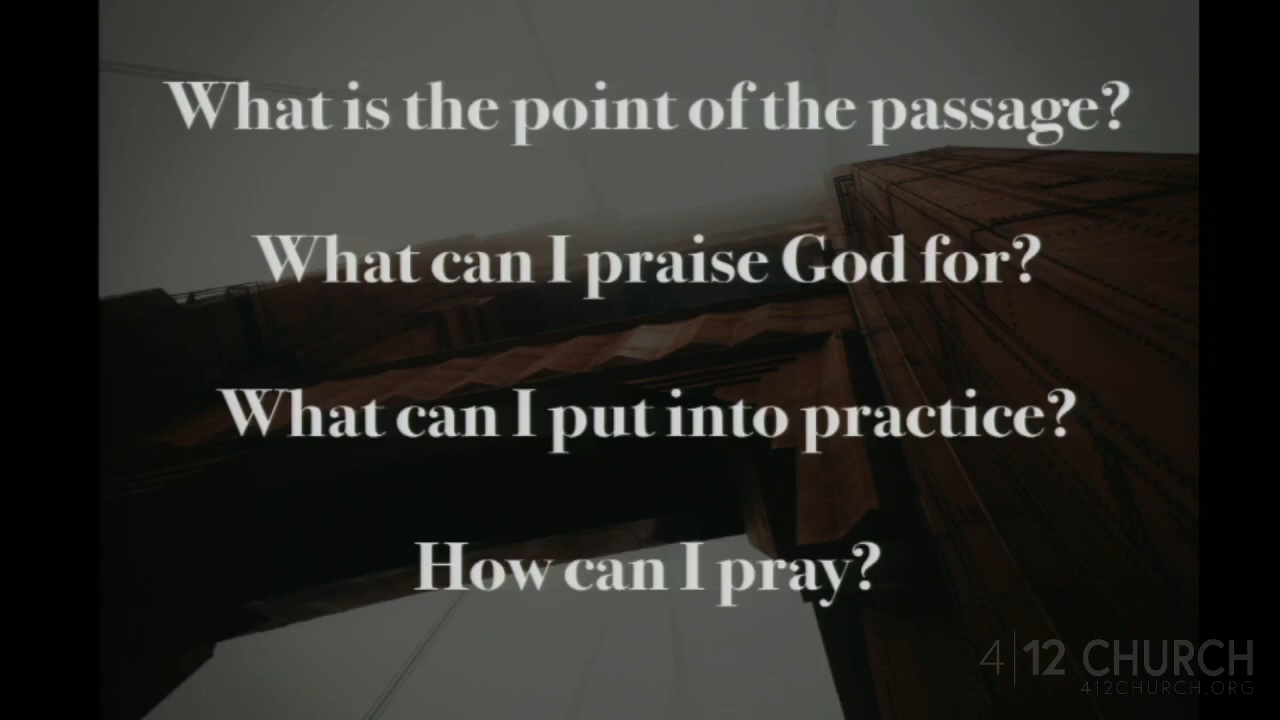 What is the point of the passage?
What can I praise God for?
What can I put into practice?
How can I pray?
4|12 CHURCH
412CHURCH.ORG